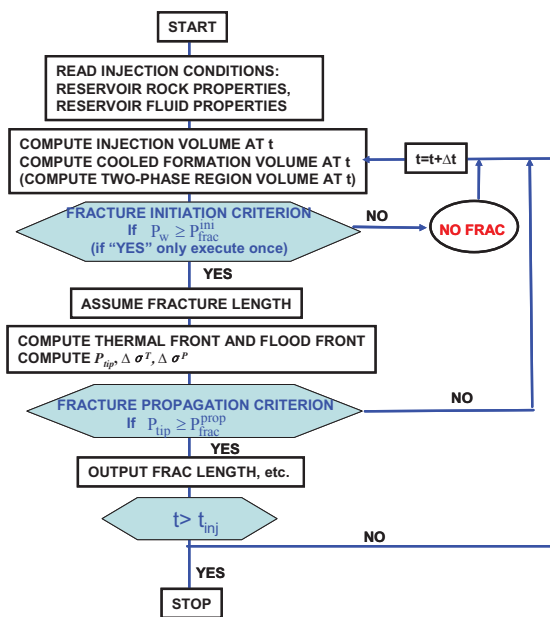 START
READ INJECTION CONDITIONS:
RESERVOIR ROCK PROPERTIES,
RESERVOIR FLUID PROPERTIES
COMPUTE INJECTION VOLUME AT t
COMPUTE COOLED FORMATION VOLUME AT t
(COMPUTE TWO-PHASE REGION VOLUME AT t)
t=t+Δt
FRACTURE INITIATION CRITERION
If P_w ≥ P_frac^ini
(if “YES” only execute once)
NO
NO FRAC
YES
ASSUME FRACTURE LENGTH
COMPUTE THERMAL FRONT AND FLOOD FRONT
COMPUTE P_tip, Δ σ^T, Δ σ^P
FRACTURE PROPAGATION CRITERION
If P_tip ≥ P_frac^prop
NO
YES
OUTPUT FRAC LENGTH, etc.
t> t_inj
NO
YES
STOP